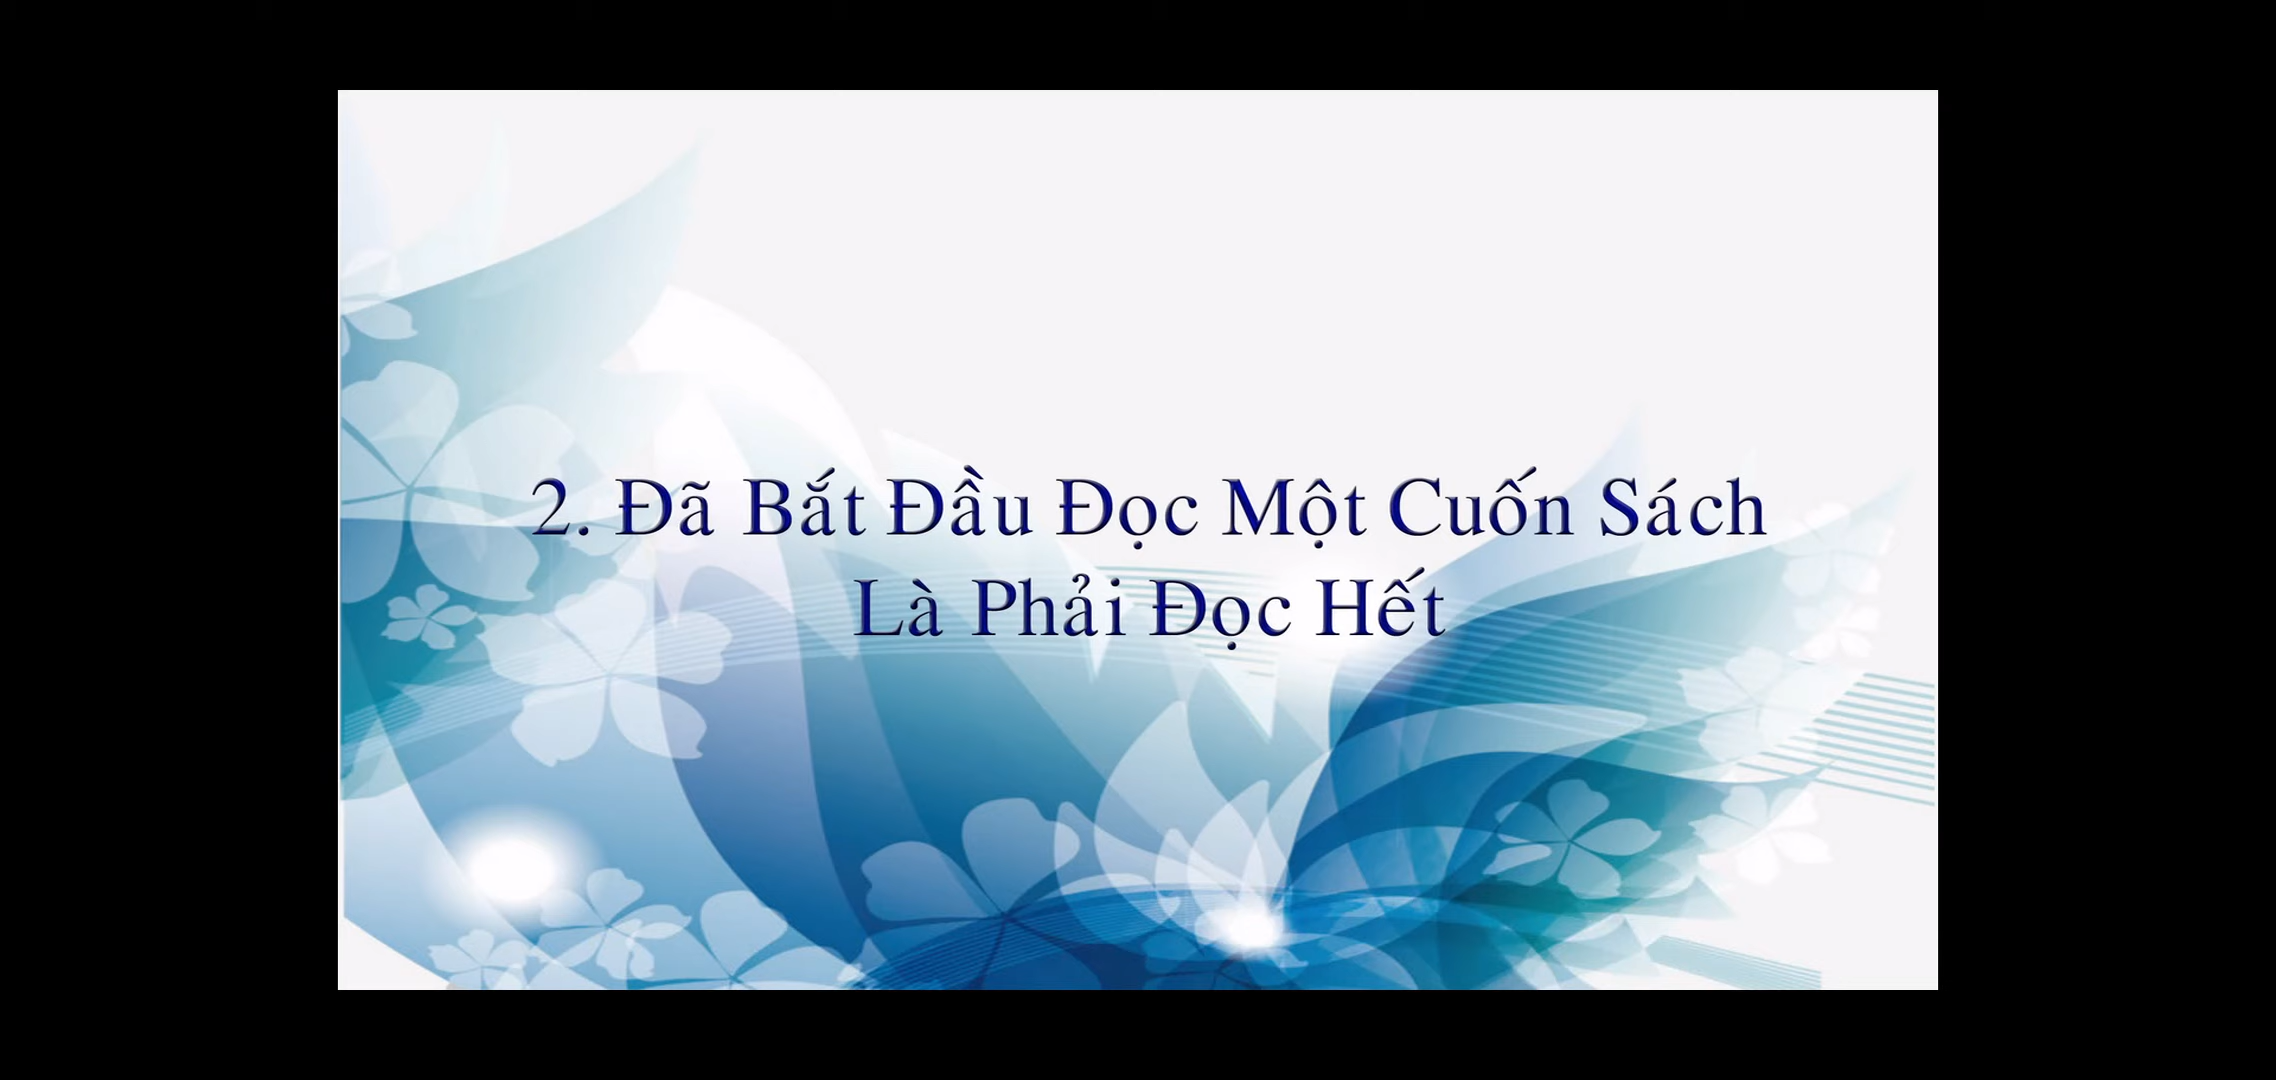 2. Đã Bắt Đầu Đọc Một Cuốn Sách
Là Phải Đọc Hết